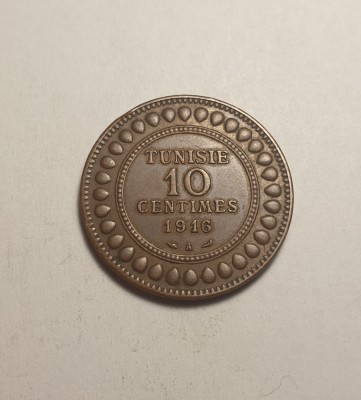 TUNISIE
10
CENTIMES
1916
A